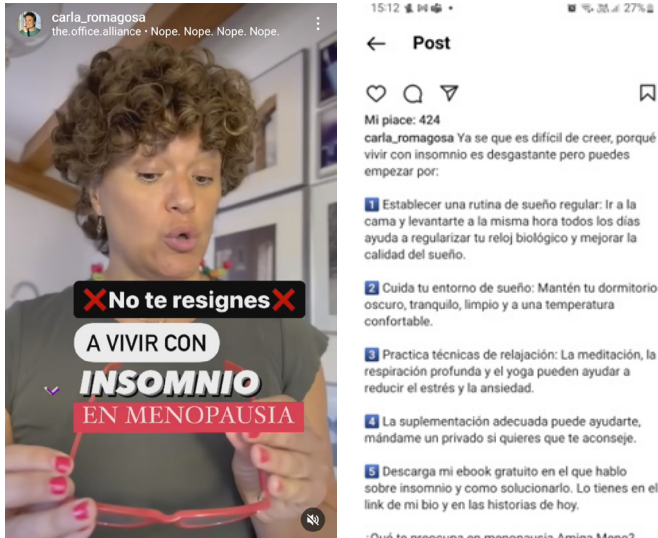 carla_romagosa
the.office.alliance • Nope. Nope. Nope. Nope.
❌No te resignes❌
A VIVIR CON
INSOMNIO
EN MENOPAUSIA
15:12
27%
← Post
Mi piace: 424
carla_romagosa Ya se que es difícil de creer, porqué
vivir con insomnio es desgastante pero puedes
empezar por:
1️⃣ Establecer una rutina de sueño regular: Ir a la
cama y levantarte a la misma hora todos los días
ayuda a regularizar tu reloj biológico y mejorar la
calidad del sueño.
2️⃣ Cuida tu entorno de sueño: Mantén tu dormitorio
oscuro, tranquilo, limpio y a una temperatura
confortable.
3️⃣ Practica técnicas de relajación: La meditación, la
respiración profunda y el yoga pueden ayudar a
reducir el estrés y la ansiedad.
4️⃣ La suplementación adecuada puede ayudarte,
mándame un privado si quieres que te aconseje.
5️⃣ Descarga mi ebook gratuito en el que hablo
sobre insomnio y como solucionarlo. Lo tienes en el
link de mi bio y en las historias de hoy.
¿Qué te preocupa en menopausia Amiga Meno?